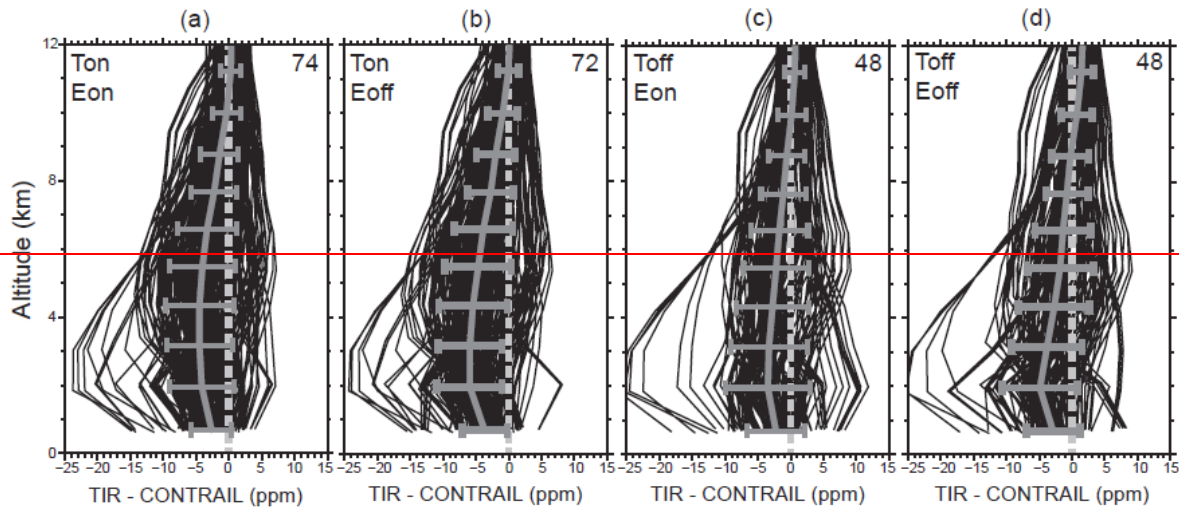 (a) (b) (c) (d)
12
Ton 74 Ton 72 Toff 48 Toff 48
Eon Eoff Eon Eoff
8
Altitude (km)
4
0
−25 −20 −15 −10 −5 0 5 10 15 −25 −20 −15 −10 −5 0 5 10 15 −25 −20 −15 −10 −5 0 5 10 15 −25 −20 −15 −10 −5 0 5 10 15
TIR - CONTRAIL (ppm) TIR - CONTRAIL (ppm) TIR - CONTRAIL (ppm) TIR - CONTRAIL (ppm)